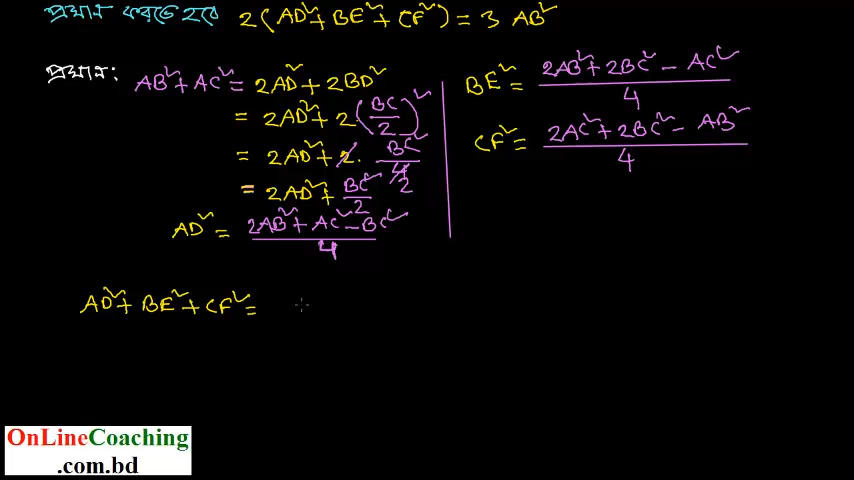 প্রমাণ করতে হবে 2(AD²+BE²+CF²) = 3 AB²
প্রমাণ:
AB²+AC² = 2AD² + 2BD²
= 2AD² + 2(BC/2)²
= 2AD² + 2. BC²/4 2
= 2AD² + BC²/2
AD² = (2AB² + AC² - BC²)/4
BE² = (2AB² + 2BC² - AC²)/4
CF² = (2AC² + 2BC² - AB²)/4
AD² + BE² + CF² =
OnLineCoaching
.com.bd